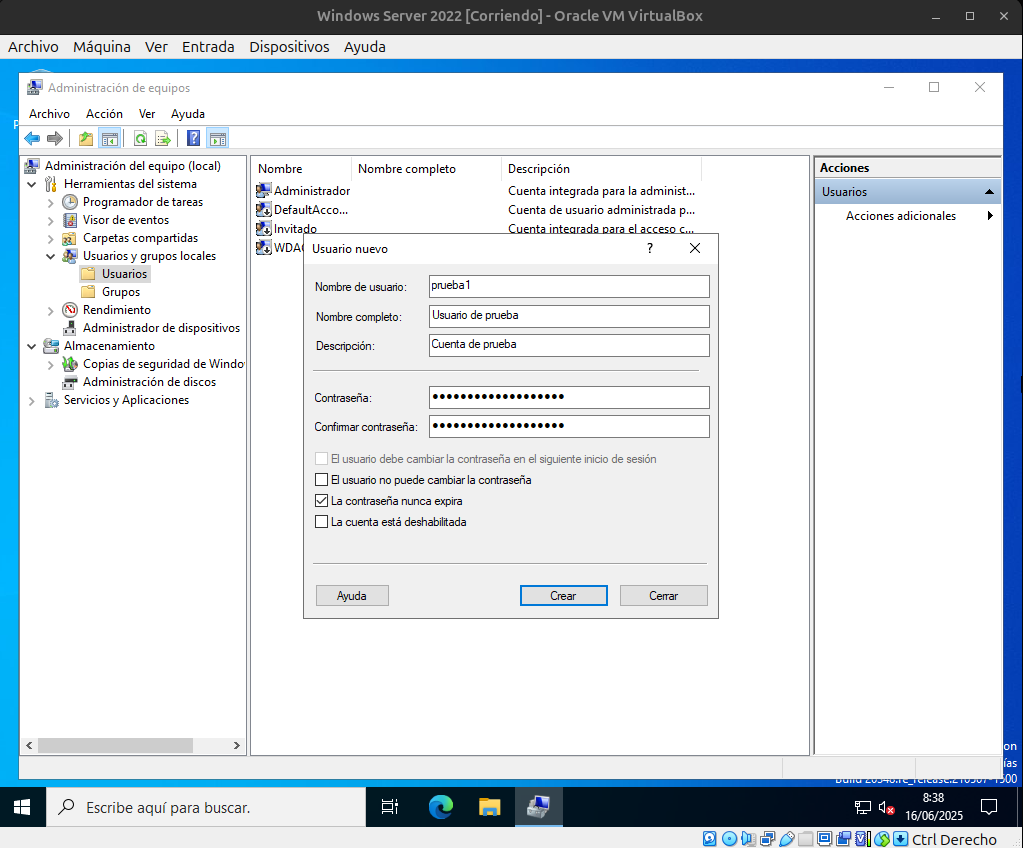 Windows Server 2022 [Corriendo] - Oracle VM VirtualBox
Archivo Máquina Ver Entrada Dispositivos Ayuda
Administración de equipos
Archivo Acción Ver Ayuda
Administración del equipo (local)
Herramientas del sistema
Programador de tareas
Visor de eventos
Carpetas compartidas
Usuarios y grupos locales
Usuarios
Grupos
Rendimiento
Administrador de dispositivos
Almacenamiento
Copias de seguridad de Windo
Administración de discos
Servicios y Aplicaciones
Nombre Nombre completo Descripción
Administrador Cuenta integrada para la administ...
DefaultAcco... Cuenta de usuario administrada p...
Invitado Cuenta integrada para el acceso c...
WDAG
Acciones
Usuarios
Acciones adicionales
Usuario nuevo
Nombre de usuario: prueba1
Nombre completo: Usuario de prueba
Descripción: Cuenta de prueba
Contraseña: ●●●●●●●●●●●●●●●●●●●
Confirmar contraseña: ●●●●●●●●●●●●●●●●●●●
El usuario debe cambiar la contraseña en el siguiente inicio de sesión
El usuario no puede cambiar la contraseña
La contraseña nunca expira
La cuenta está deshabilitada
Ayuda Crear Cerrar
on
ías
Escribe aquí para buscar.
8:38
16/06/2025
Ctrl Derecho